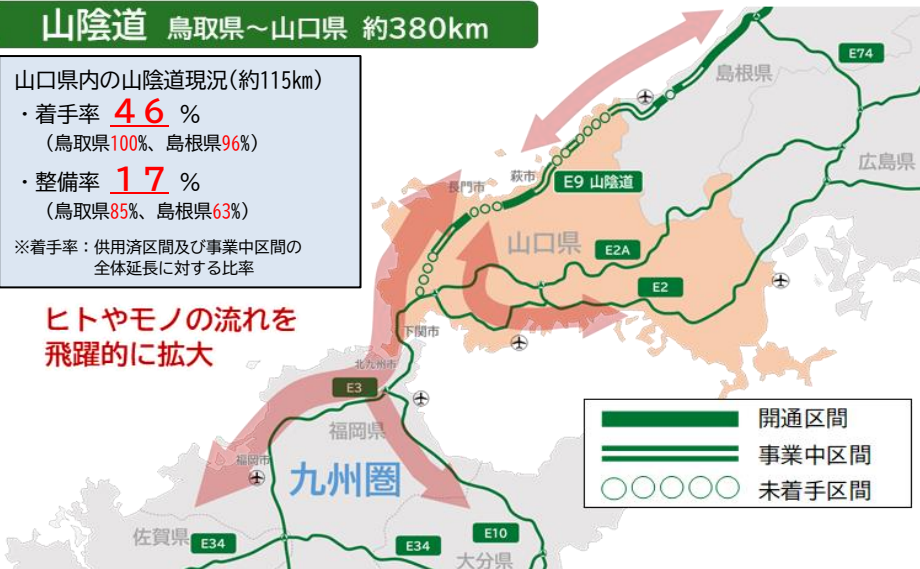 山陰道 鳥取県～山口県 約380km
山口県内の山陰道現況(約115km)
・着手率 46 %
（鳥取県100%、島根県96%）
・整備率 17 %
（鳥取県85%、島根県63%）
※着手率：供用済区間及び事業中区間の
全体延長に対する比率
ヒトやモノの流れを
飛躍的に拡大
E74
島根県
広島県
萩市
長門市
E9 山陰道
山口県
E2A
E2
下関市
北九州市
E3
福岡県
福岡市
九州圏
佐賀県
E34
E34
E10
大分県
開通区間
事業中区間
未着手区間